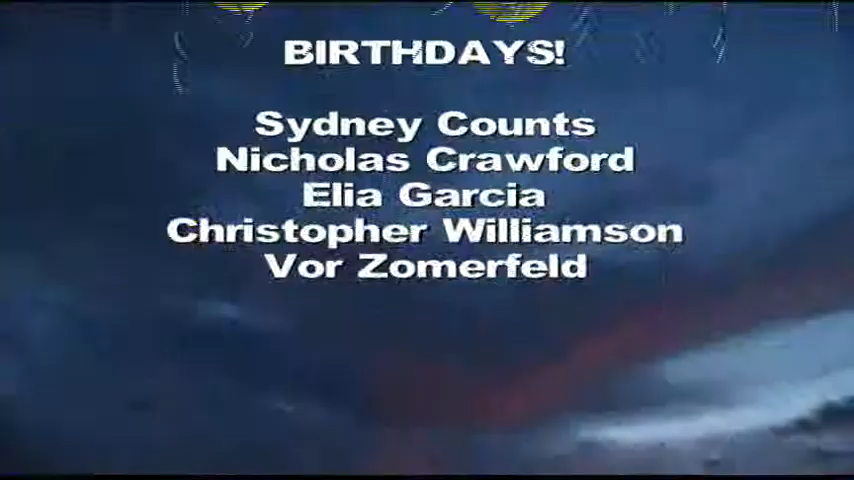 BIRTHDAYS!
Sydney Counts
Nicholas Crawford
Elia Garcia
Christopher Williamson
Vor Zomerfeld